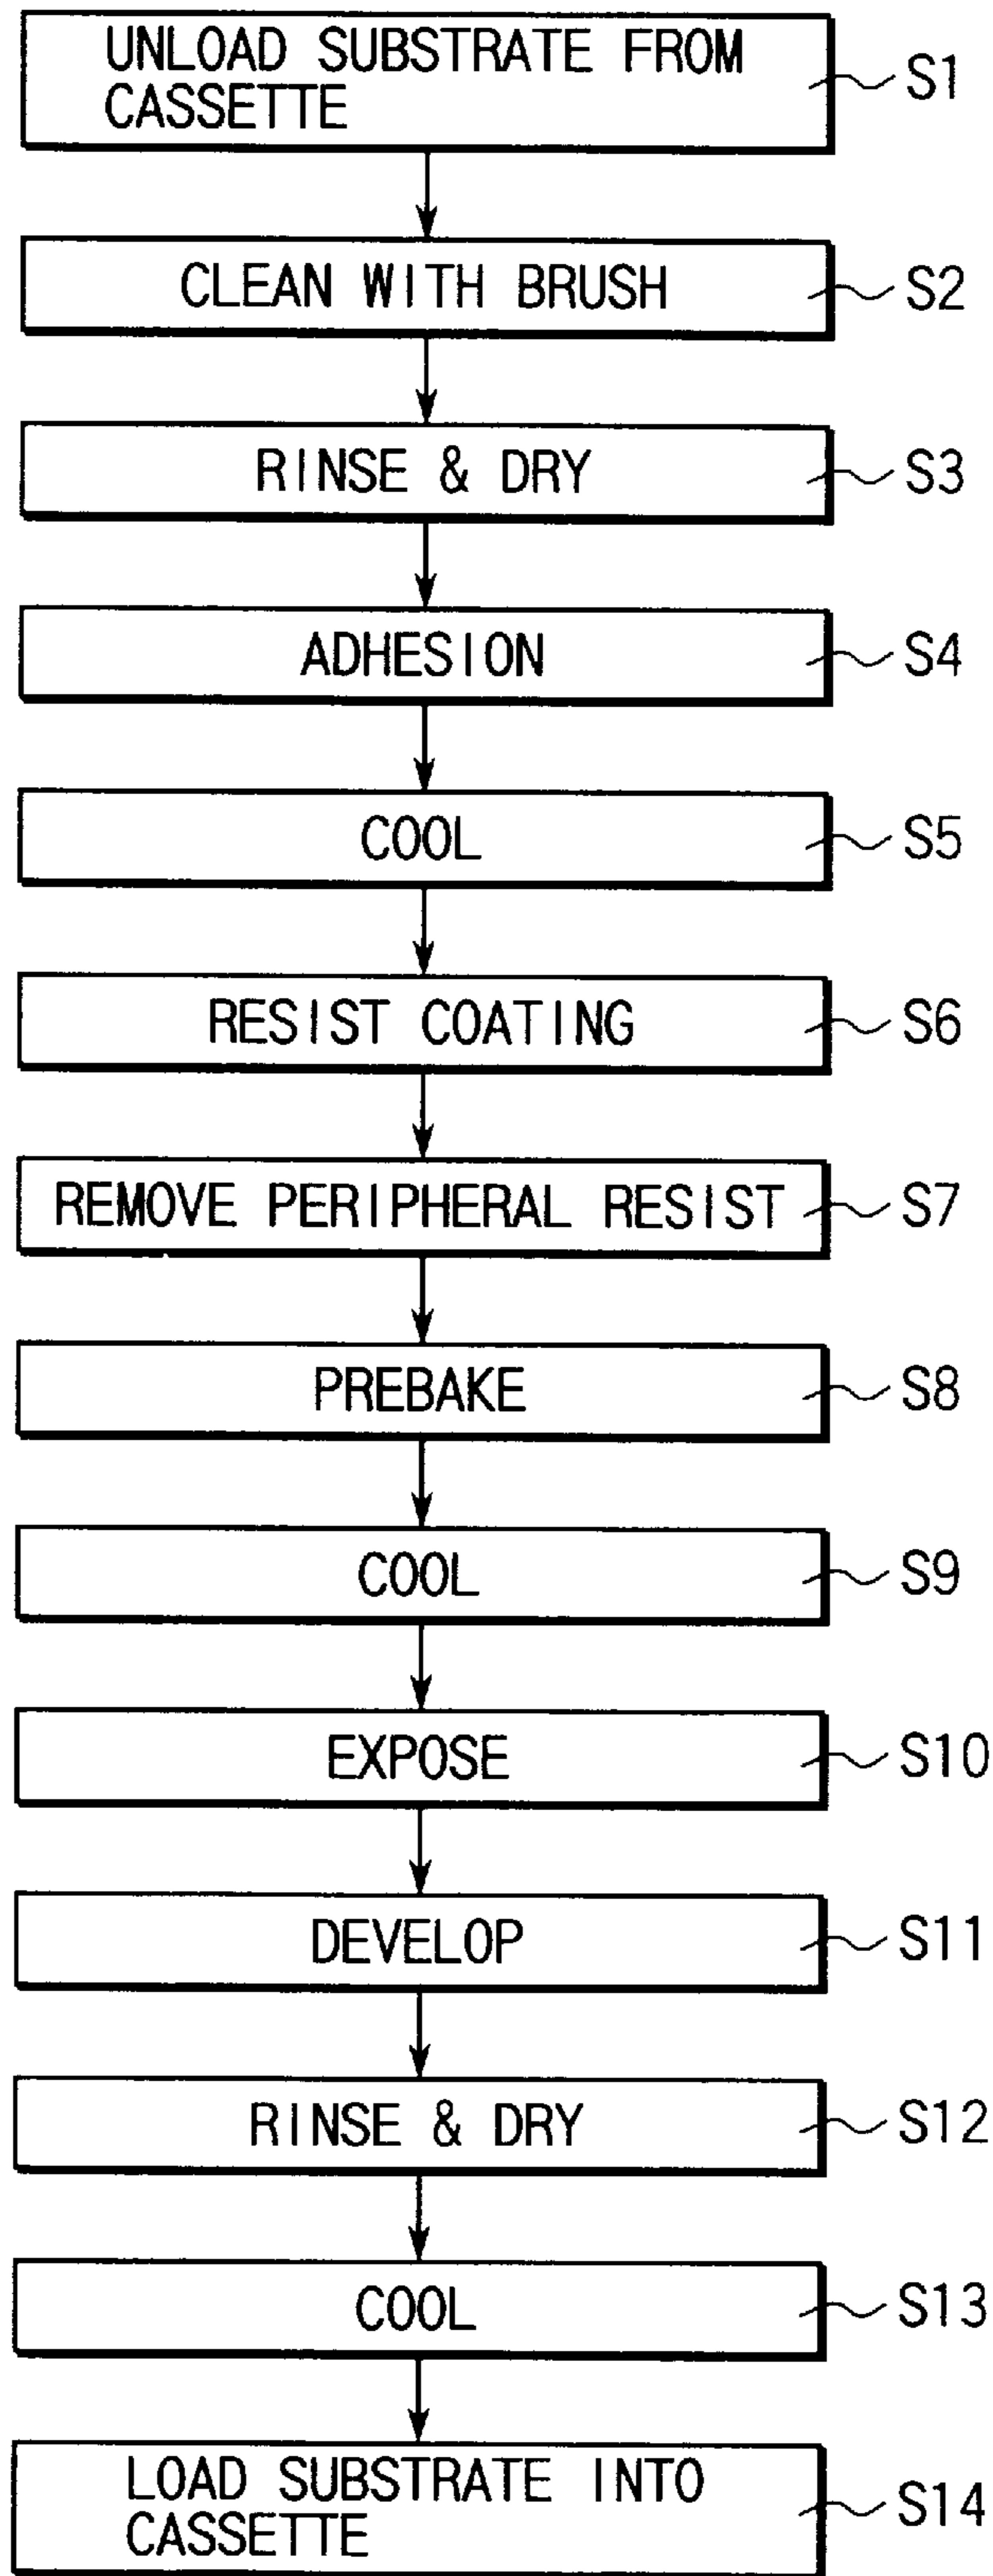 UNLOAD SUBSTRATE FROM
CASSETTE
S1
CLEAN WITH BRUSH
S2
RINSE & DRY
S3
ADHESION
S4
COOL
S5
RESIST COATING
S6
REMOVE PERIPHERAL RESIST
S7
PREBAKE
S8
COOL
S9
EXPOSE
S10
DEVELOP
S11
RINSE & DRY
S12
COOL
S13
LOAD SUBSTRATE INTO
CASSETTE
S14